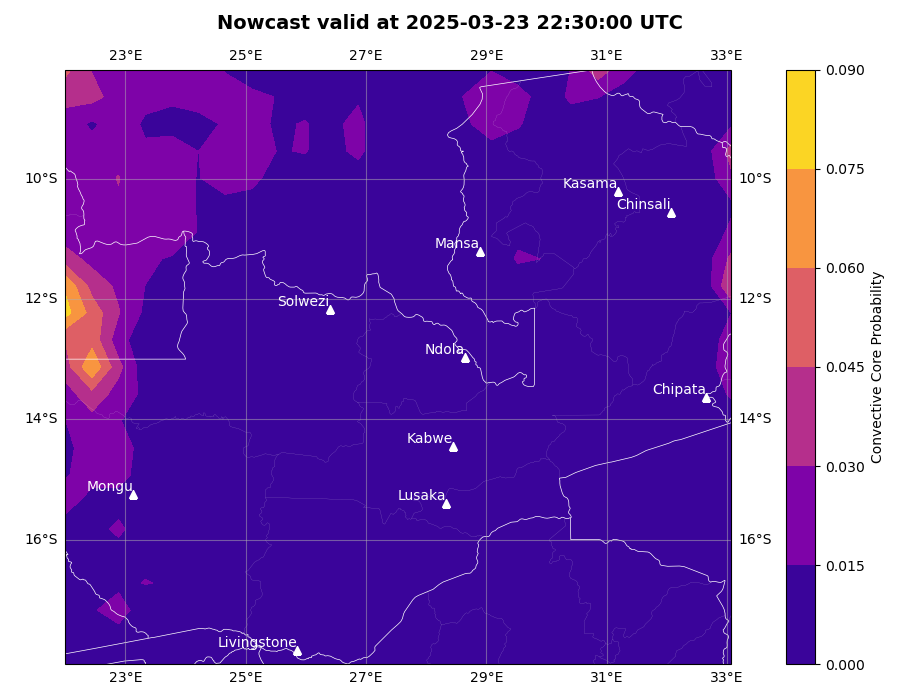 Nowcast valid at 2025-03-23 22:30:00 UTC
23°E 25°E 27°E 29°E 31°E 33°E
0.090
0.075
10°S 10°S
Kasama
Chinsali
Mansa
0.060
12°S 12°S
Solwezi
Ndola
0.045
Chipata
14°S 14°S
Kabwe
0.030
Mongu
Lusaka
16°S 16°S
0.015
Livingstone
0.000
23°E 25°E 27°E 29°E 31°E 33°E
Convective Core Probability